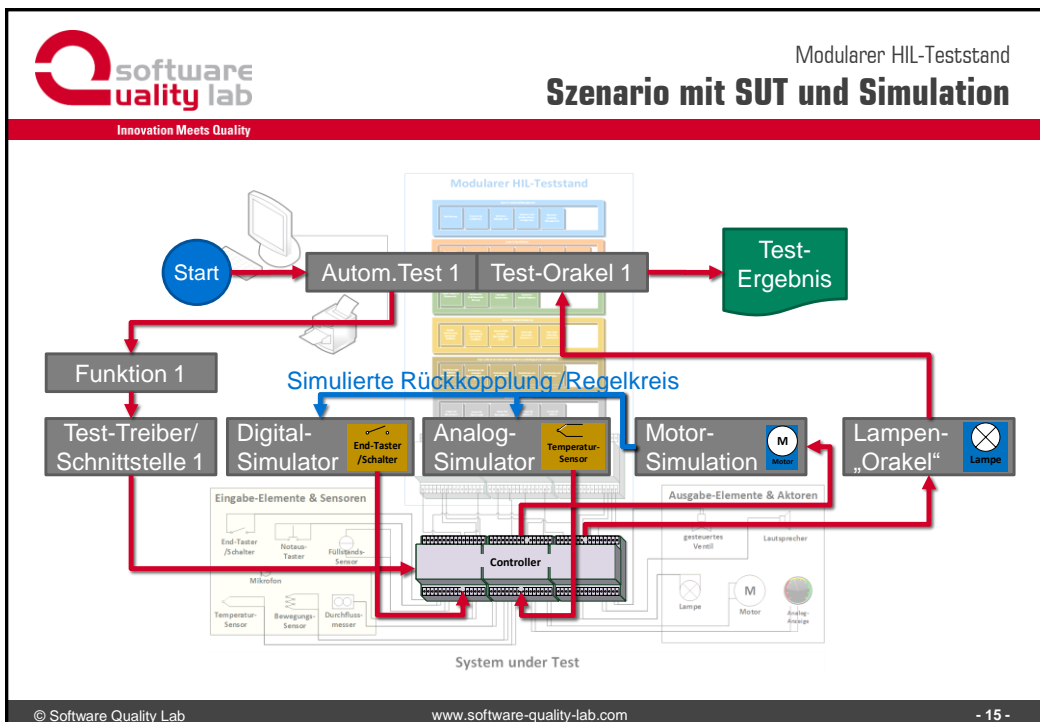 software
Quality lab
Innovation Meets Quality
Modularer HIL-Teststand
Szenario mit SUT und Simulation
Modularer HIL-Teststand
Start
Autom.Test 1
Test-Orakel 1
Test-
Ergebnis
Funktion 1
Simulierte Rückkopplung /Regelkreis
Test-Treiber/
Schnittstelle 1
Digital-
Simulator
End-Taster
/Schalter
Analog-
Simulator
Temperatur-
Sensor
Motor-
Simulation
M
Motor
Lampen-
„Orakel“
Lampe
Eingabe-Elemente & Sensoren
End-Taster
/Schalter
Notaus-
Taster
Füllstands-
Sensor
Mikrofon
Temperatur-
Sensor
Bewegungs-
Sensor
Durchfluss-
messer
Controller
Ausgabe-Elemente & Aktoren
gesteuertes
Ventil
Lautsprecher
Lampe
M
Motor
Analog-
Anzeige
System under Test
© Software Quality Lab
www.software-quality-lab.com
- 15 -